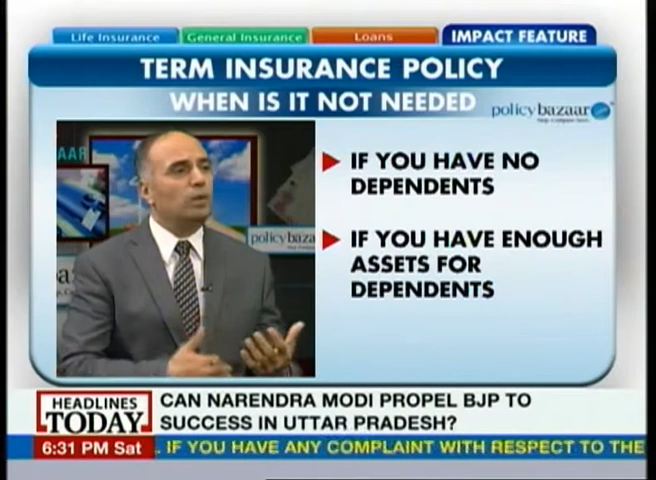 Life Insurance
General Insurance
Loans
IMPACT FEATURE
TERM INSURANCE POLICY
WHEN IS IT NOT NEEDED
policybazaar
AAR
policybaza
IF YOU HAVE NO
DEPENDENTS
IF YOU HAVE ENOUGH
ASSETS FOR
DEPENDENTS
HEADLINES
TODAY
CAN NARENDRA MODI PROPEL BJP TO
SUCCESS IN UTTAR PRADESH?
6:31 PM Sat
. IF YOU HAVE ANY COMPLAINT WITH RESPECT TO THE